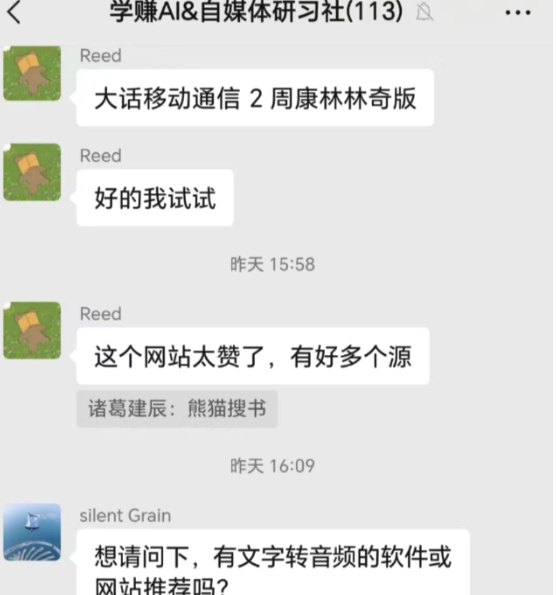 学赚AI&自媒体研习社(113)
Reed
大话移动通信 2 周康林林奇版
Reed
好的我试试
昨天 15:58
Reed
这个网站太赞了，有好多个源
诸葛建辰：熊猫搜书
昨天 16:09
silent Grain
想请问下，有文字转音频的软件或
网站推荐吗？